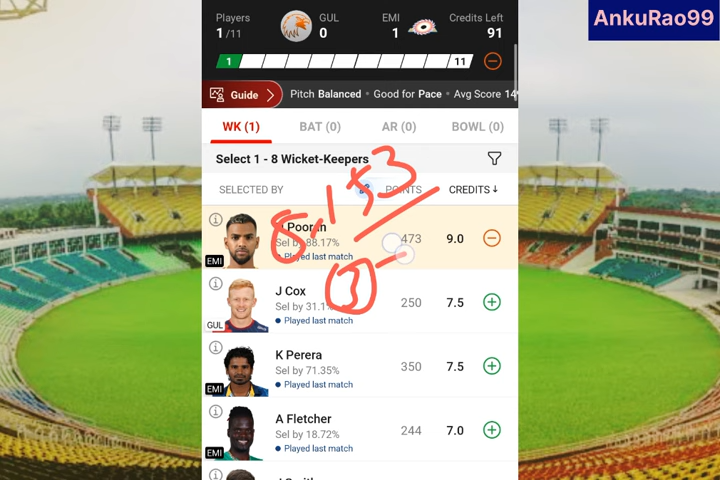 AnkuRao99
Players GUL EMI Credits Left
1/11 0 1 91
1 11
Guide Pitch Balanced • Good for Pace • Avg Score
WK (1) BAT (0) AR (0) BOWL (0)
Select 1 - 8 Wicket-Keepers
SELECTED BY POINTS CREDITS↓
8,153
Pooran
473 9.0
Sel by 88.17%
Played last match
EMI
3
J Cox
250 7.5
Sel by 31.1
Played last match
GUL
K Perera
350 7.5
Sel by 71.35%
Played last match
EMI
A Fletcher
244 7.0
Sel by 18.72%
Played last match
EMI